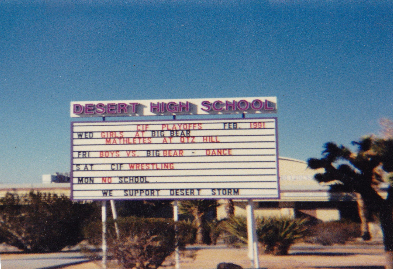 DESERT HIGH SCHOOL
CIF PLAYOFFS FEB. 1991
WED GIRLS AT BIG BEAR
MATHLETES AT QTZ HILL
FRI BOYS VS. BIG BEAR - DANCE
SAT CIF WRESTLING
MON NO SCHOOL
WE SUPPORT DESERT STORM